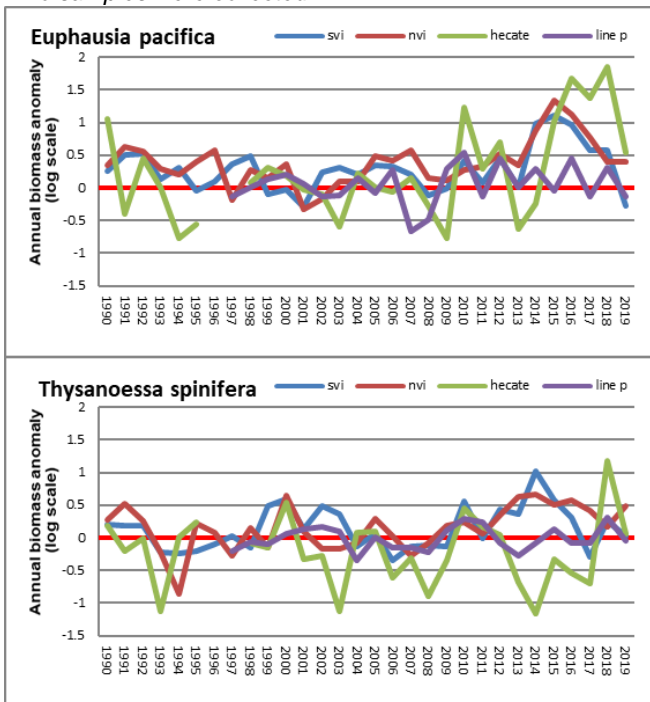 Euphausia pacifica
svi nvi hecate line p
Annual biomass anomaly
(log scale)
2
1.5
1
0.5
0
-0.5
-1
-1.5
1990 1991 1992 1993 1994 1995 1996 1997 1998 1999 2000 2001 2002 2003 2004 2005 2006 2007 2008 2009 2010 2011 2012 2013 2014 2015 2016 2017 2018 2019
Thysanoessa spinifera
svi nvi hecate line p
Annual biomass anomaly
(log scale)
2
1.5
1
0.5
0
-0.5
-1
-1.5
1990 1991 1992 1993 1994 1995 1996 1997 1998 1999 2000 2001 2002 2003 2004 2005 2006 2007 2008 2009 2010 2011 2012 2013 2014 2015 2016 2017 2018 2019